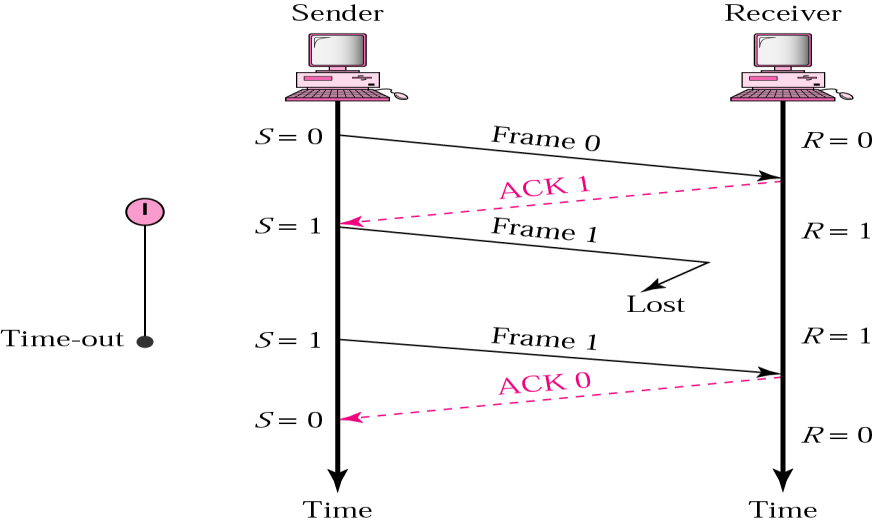 Sender Receiver
S = 0 Frame 0 R = 0
ACK 1
S = 1 Frame 1 R = 1
Lost
Time-out S = 1 Frame 1 R = 1
ACK 0
S = 0 R = 0
Time Time